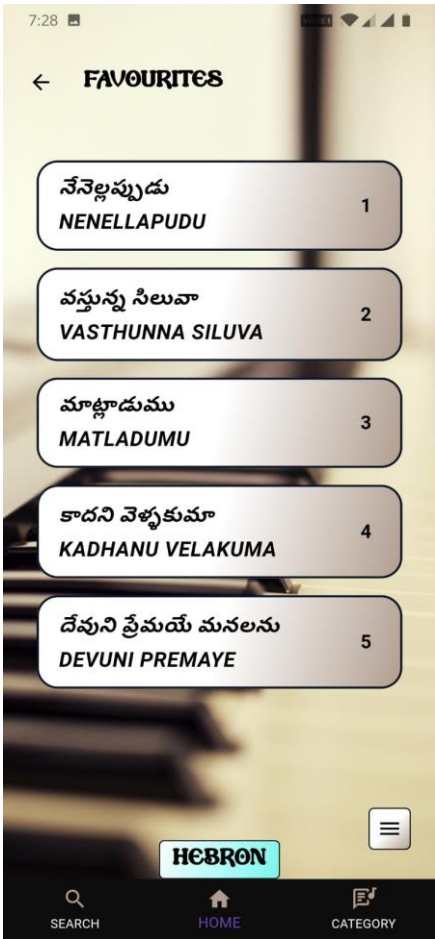 7:28
FAVOURITES
నేనెల్లప్పుడు
NENELLAPUDU
1
వస్తున్న సిలువా
VASTHUNNA SILUVA
2
మాట్లాడుము
MATLADUMU
3
కాదని వెళ్ళకుమా
KADHANU VELAKUMA
4
దేవుని ప్రేమయే మనలను
DEVUNI PREMAYE
5
HEBRON
SEARCH
HOME
CATEGORY